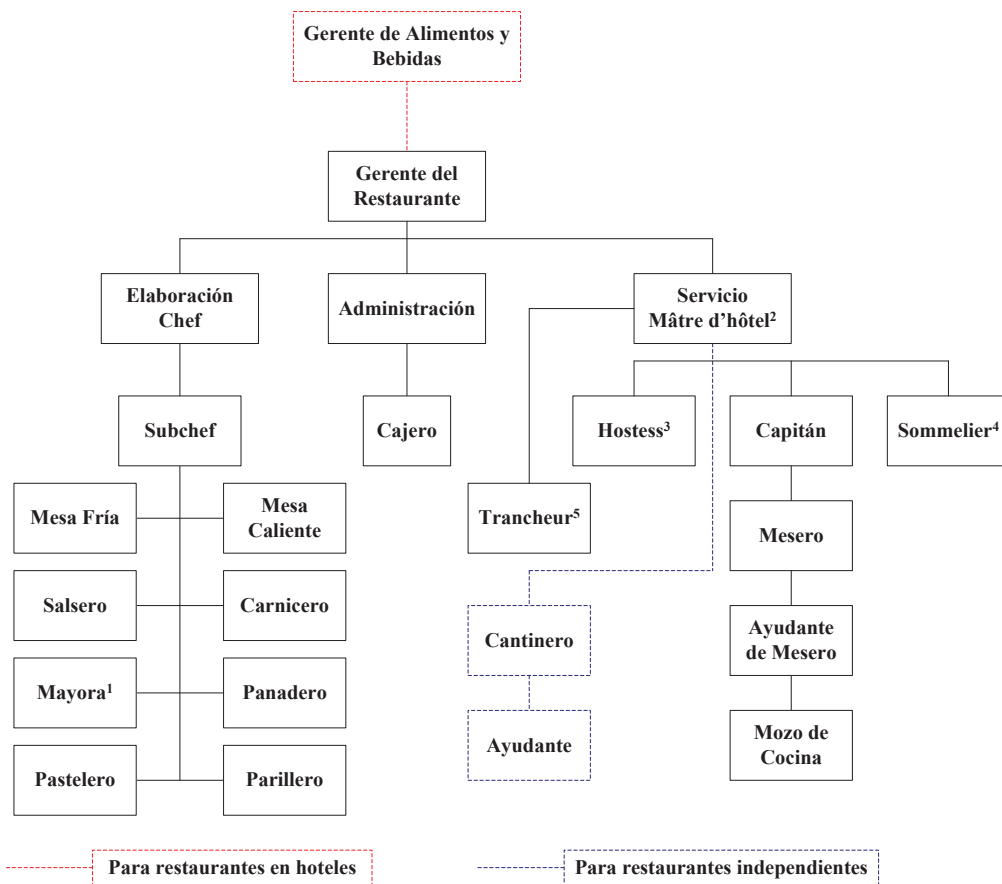 Gerente de Alimentos y
Bebidas
Gerente del
Restaurante
Elaboración
Chef
Administración
Servicio
Mâtre d’hôtel²
Subchef
Cajero
Hostess³
Capitán
Sommelier⁴
Mesa Fría
Mesa
Caliente
Trancheur⁵
Mesero
Salsero
Carnicero
Cantinero
Ayudante
de Mesero
Mayora¹
Panadero
Ayudante
Mozo de
Cocina
Pastelero
Parillero
Para restaurantes en hoteles
Para restaurantes independientes